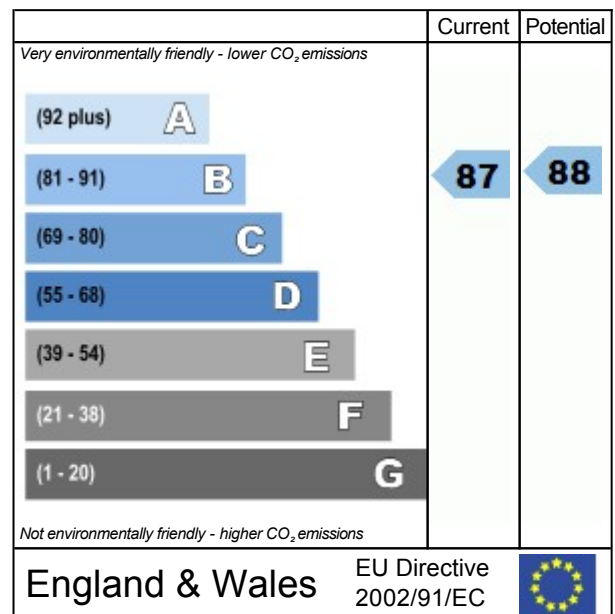 Current Potential
Very environmentally friendly - lower CO₂ emissions
(92 plus) A
(81 - 91) B 87 88
(69 - 80) C
(55 - 68) D
(39 - 54) E
(21 - 38) F
(1 - 20) G
Not environmentally friendly - higher CO₂ emissions
England & Wales
EU Directive
2002/91/EC